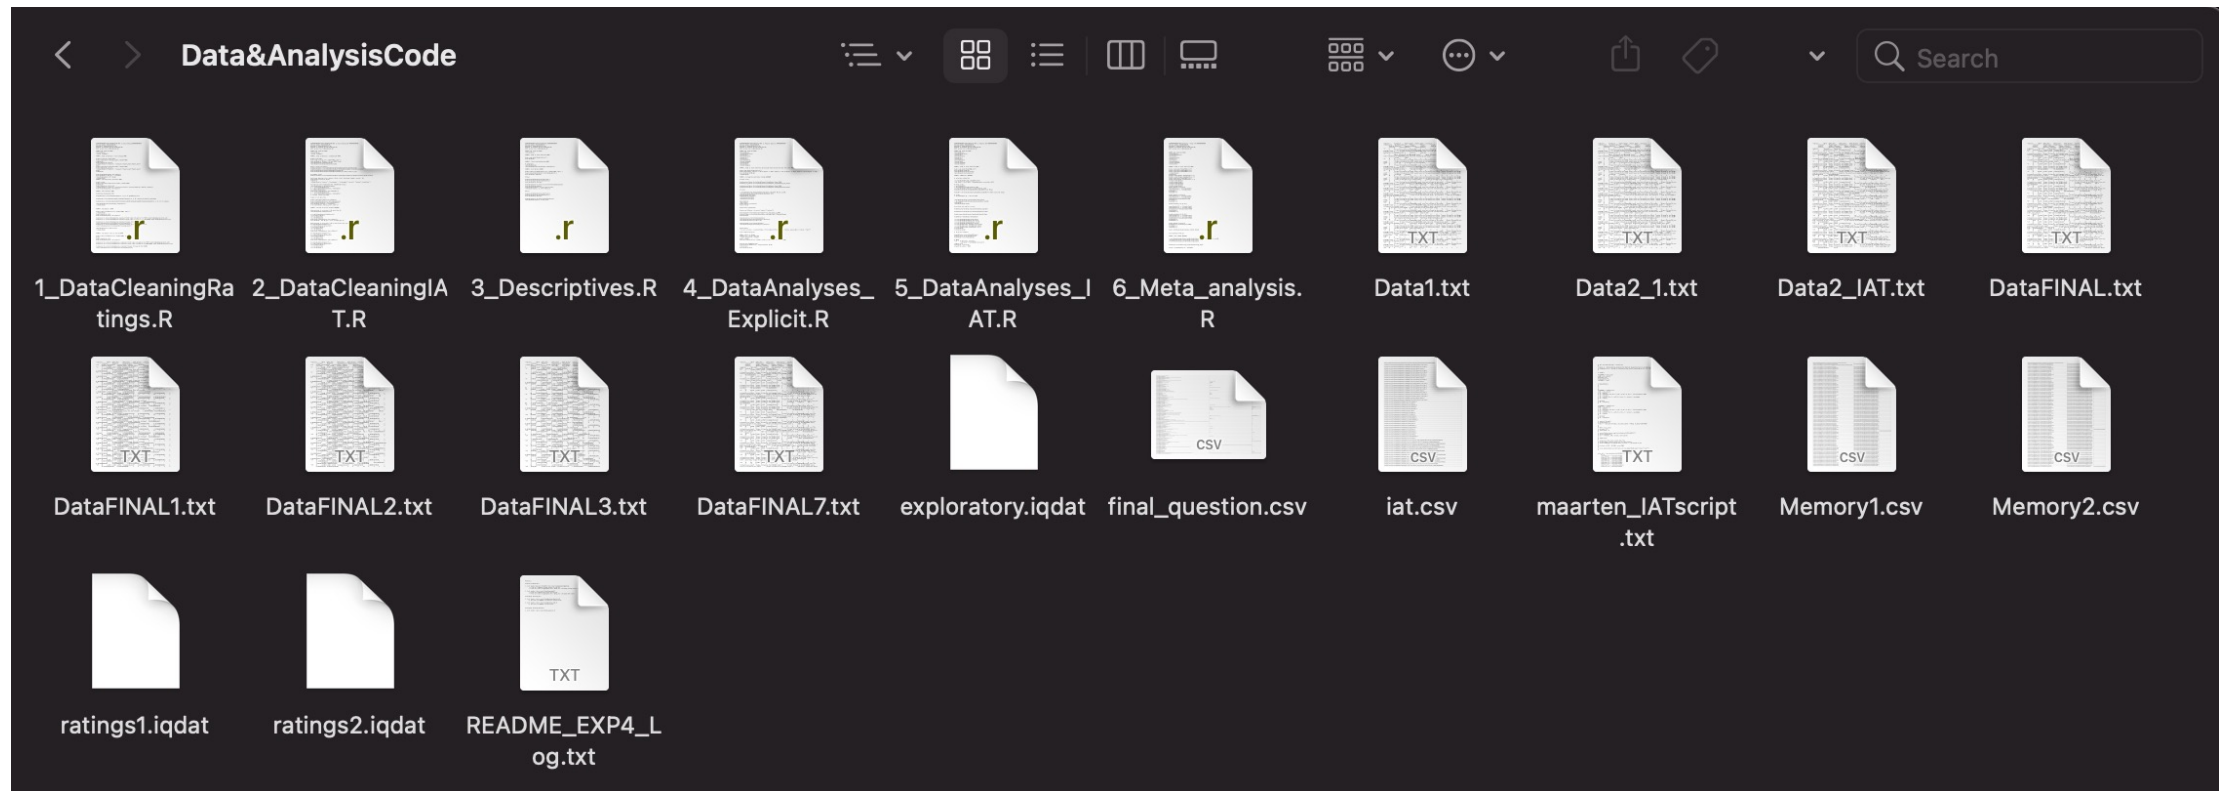 Data&AnalysisCode
Search
.r
.r
.r
.r
.r
.r
TXT
TXT
TXT
TXT
1_DataCleaningRa
tings.R
2_DataCleaningIA
T.R
3_Descriptives.R
4_DataAnalyses_
Explicit.R
5_DataAnalyses_I
AT.R
6_Meta_analysis.
R
Data1.txt
Data2_1.txt
Data2_IAT.txt
DataFINAL.txt
TXT
TXT
TXT
TXT
CSV
CSV
TXT
CSV
CSV
DataFINAL1.txt
DataFINAL2.txt
DataFINAL3.txt
DataFINAL7.txt
exploratory.iqdat
final_question.csv
iat.csv
maarten_IATscript
.txt
Memory1.csv
Memory2.csv
TXT
ratings1.iqdat
ratings2.iqdat
README_EXP4_L
og.txt